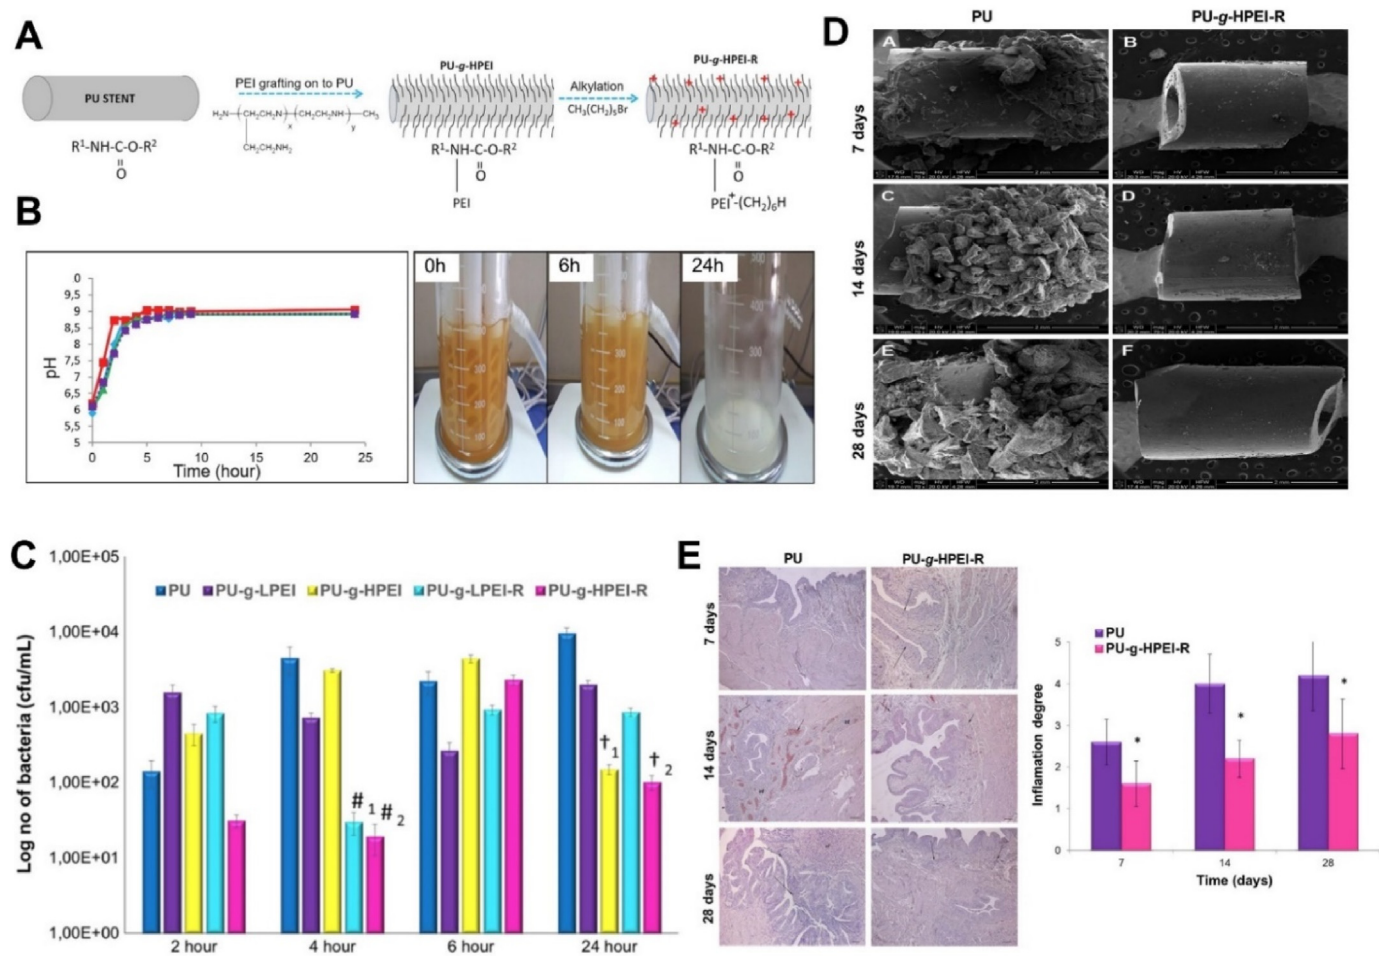 A
PU STENT
R¹-NH-C-O-R²
O
PEI grafting on to PU
H₂N (CH₂CH₂N)x (CH₂CH₂NH)y CH₃
CH₂CH₂NH₂
PU-g-HPEI
R¹-NH-C-O-R²
O
PEI
Alkylation
CH₃(CH₂)₅Br
PU-g-HPEI-R
R¹-NH-C-O-R²
O
PEI⁺-(CH₂)₆H
B
pH
0
9,5
9
8,5
8
7,5
7
6,5
6
5,5
5
0 5 10 15 20 25
Time (hour)
0h 6h 24h
C
Log no of bacteria (cfu/mL)
1,00E+05
1,00E+04
1,00E+03
1,00E+02
1,00E+01
1,00E+00
PU PU-g-LPEI PU-g-HPEI PU-g-LPEI-R PU-g-HPEI-R
# 1 # 2
† 1 † 2
2 hour 4 hour 6 hour 24 hour
D
PU PU-g-HPEI-R
7 days
A B
14 days
C D
28 days
E F
E
PU PU-g-HPEI-R
7 days
14 days
28 days
Inflamation degree
5
4
3
2
1
0
PU
PU-g-HPEI-R
* * *
7 14 28
Time (days)